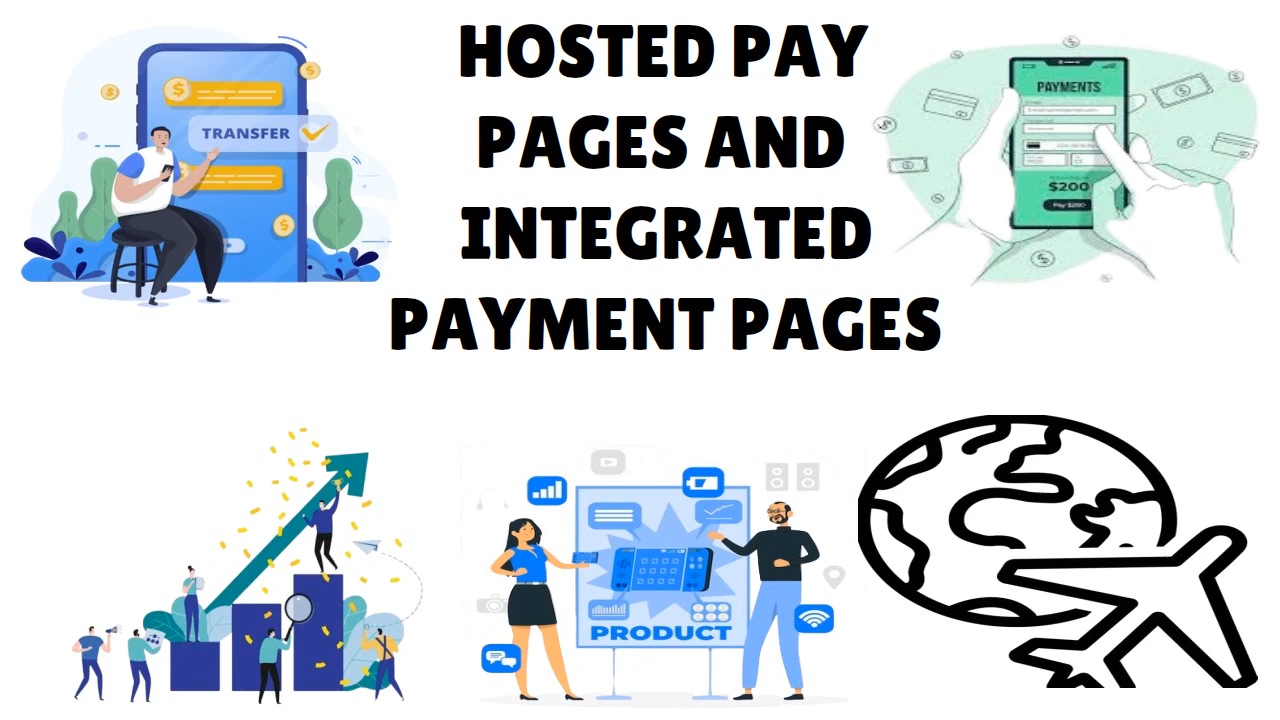 HOSTED PAY
PAGES AND
INTEGRATED
PAYMENT PAGES
TRANSFER
PAYMENTS
$200
Pay $200
PRODUCT